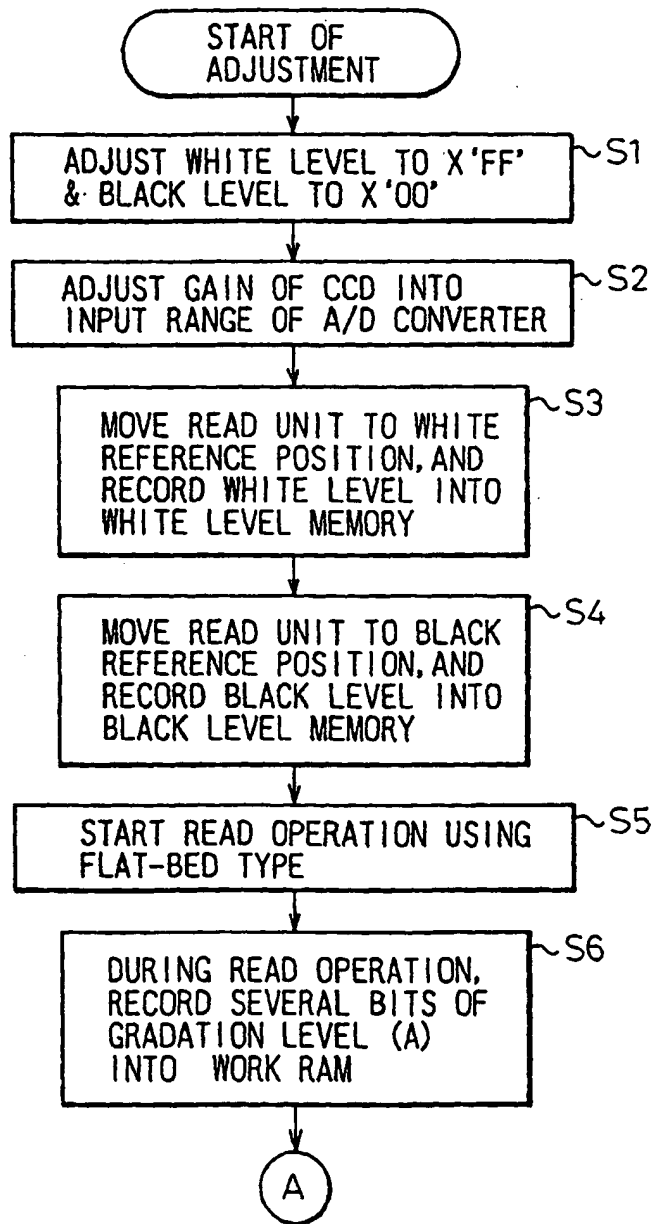 START OF
ADJUSTMENT
ADJUST WHITE LEVEL TO X'FF'
& BLACK LEVEL TO X'00'
S1
ADJUST GAIN OF CCD INTO
INPUT RANGE OF A/D CONVERTER
S2
MOVE READ UNIT TO WHITE
REFERENCE POSITION, AND
RECORD WHITE LEVEL INTO
WHITE LEVEL MEMORY
S3
MOVE READ UNIT TO BLACK
REFERENCE POSITION, AND
RECORD BLACK LEVEL INTO
BLACK LEVEL MEMORY
S4
START READ OPERATION USING
FLAT-BED TYPE
S5
DURING READ OPERATION,
RECORD SEVERAL BITS OF
GRADATION LEVEL (A)
INTO WORK RAM
S6
A